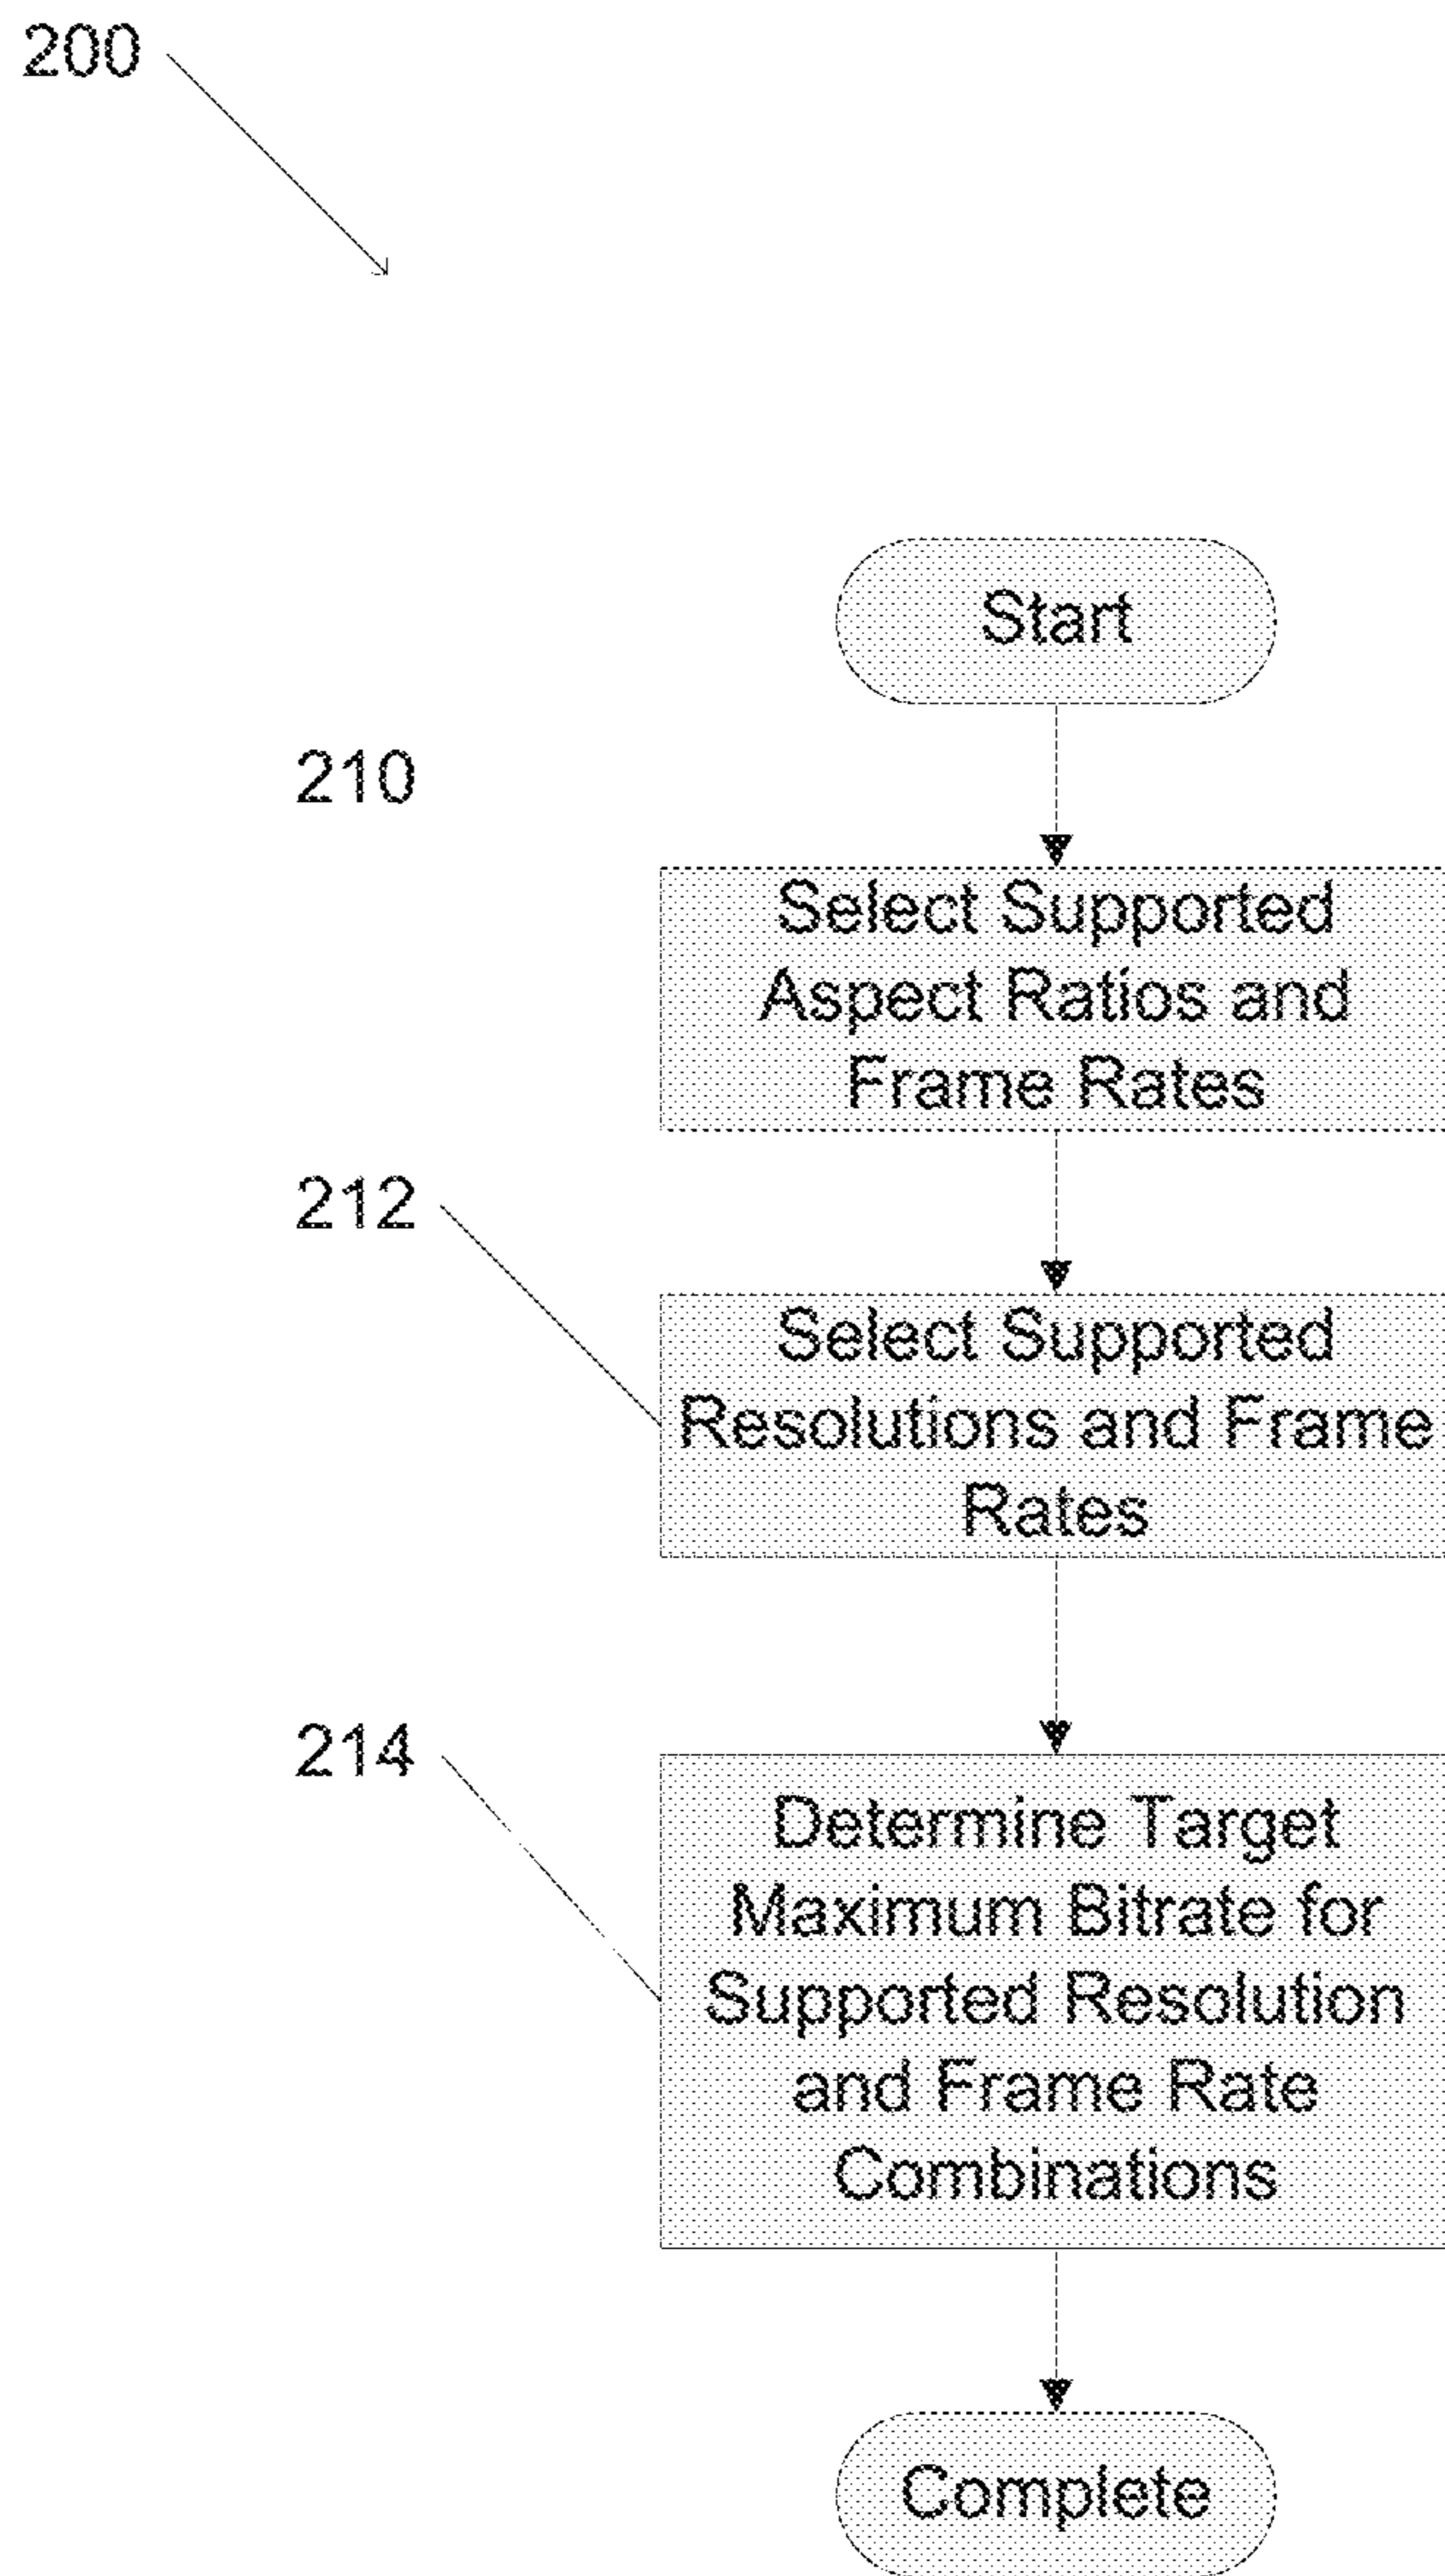 200
Start
210
Select Supported
Aspect Ratios and
Frame Rates
212
Select Supported
Resolutions and Frame
Rates
214
Determine Target
Maximum Bitrate for
Supported Resolution
and Frame Rate
Combinations
Complete